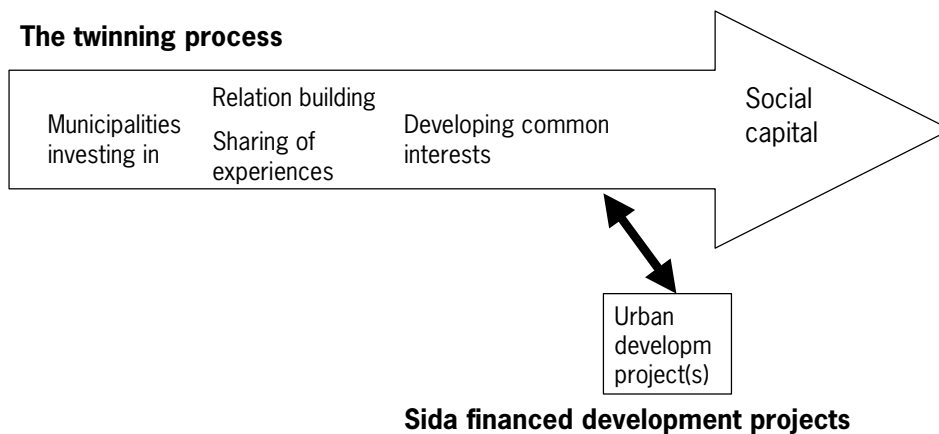 The twinning process
Municipalities
investing in
Relation building
Sharing of
experiences
Developing common
interests
Social
capital
Urban
developm
project(s)
Sida financed development projects